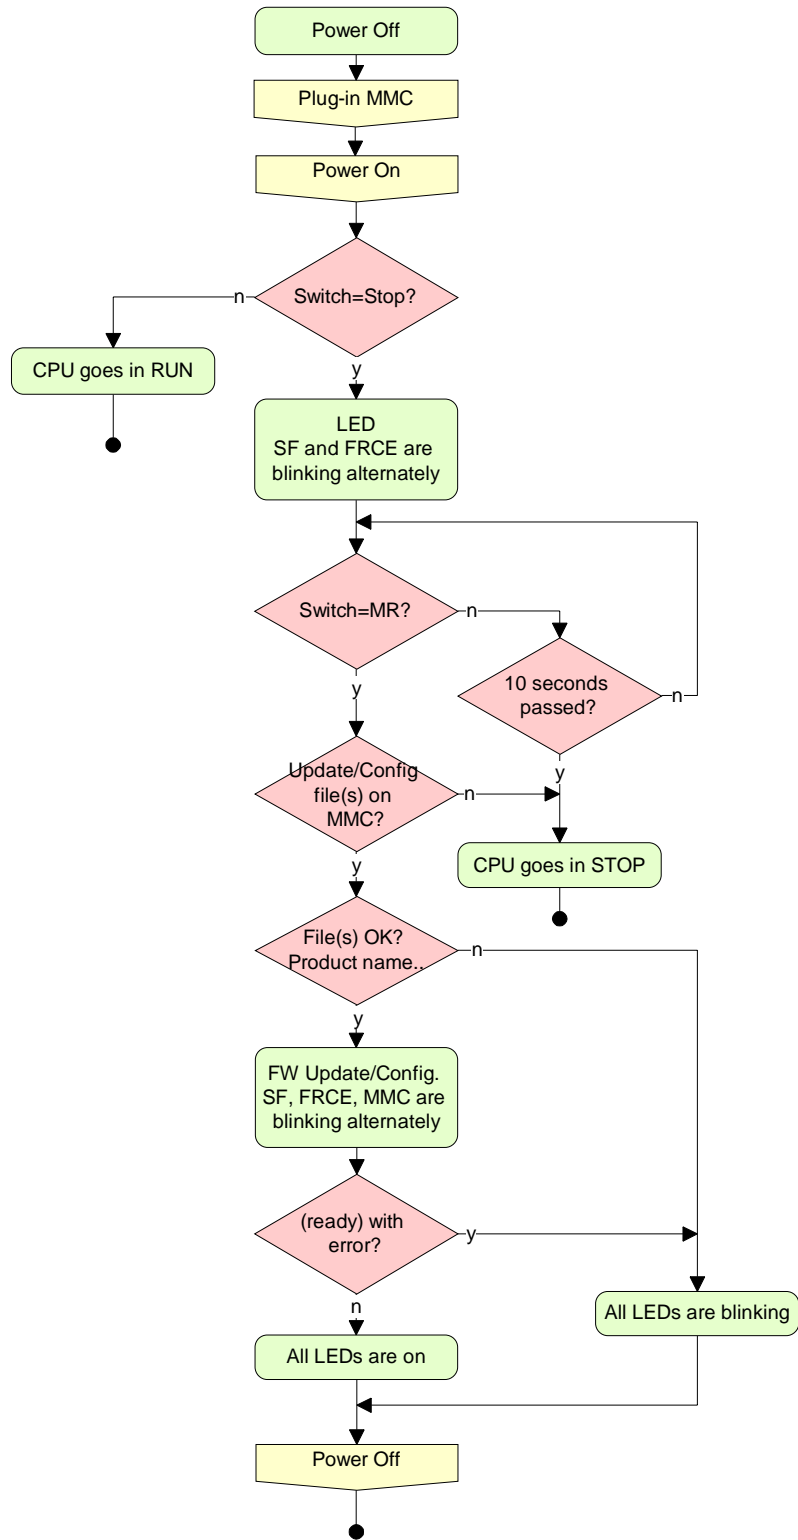 Power Off
Plug-in MMC
Power On
Switch=Stop?
n
CPU goes in RUN
y
LED
SF and FRCE are
blinking alternately
Switch=MR?
n
10 seconds
passed?
n
y
y
Update/Config
file(s) on
MMC?
n
CPU goes in STOP
y
File(s) OK?
Product name..
n
y
FW Update/Config.
SF, FRCE, MMC are
blinking alternately
(ready) with
error?
y
n
All LEDs are blinking
All LEDs are on
Power Off